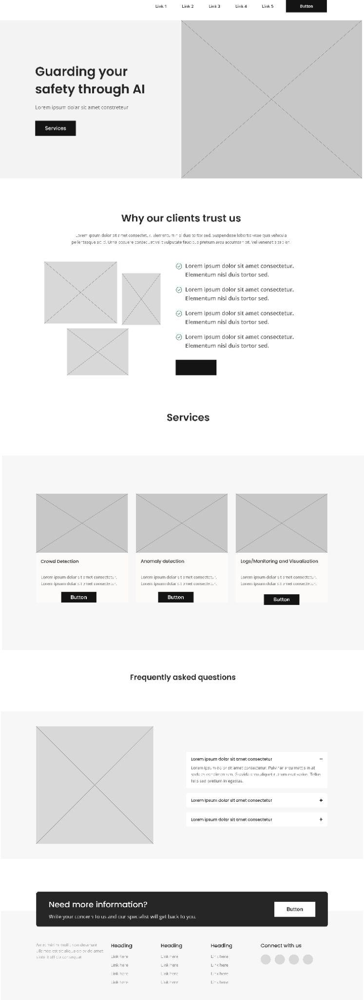 Link 1 Link 2 Link 3 Link 4 Link 5 Button
Guarding your
safety through AI
Lorem ipsum dolar sit amet constreteur
Services
Why our clients trust us
Lorem ipsum dolor sit amet consectetur. Elementum nisl duis tortor sed. Suspendisse lobortis vitae quis vehicula
pellentesque sit id. Urna posuere consequat velit vulputate faucibus pretium arcu accumsan sit. Vel venenatis sapien.
Lorem ipsum dolor sit amet consectetur.
Elementum nisl duis tortor sed.
Lorem ipsum dolor sit amet consectetur.
Elementum nisl duis tortor sed.
Lorem ipsum dolor sit amet consectetur.
Elementum nisl duis tortor sed.
Lorem ipsum dolor sit amet consectetur.
Elementum nisl duis tortor sed.
Services
Crowd Detection
Lorem ipsum dolar sit amet consectetur.
Lorem ipsum dolar sit amet consectetur.
Button
Anomaly detection
Lorem ipsum dolar sit amet consectetur.
Lorem ipsum dolar sit amet consectetur.
Button
Logs/Monitoring and Visualization
Lorem ipsum dolar sit amet consectetur.
Lorem ipsum dolar sit amet consectetur.
Button
Frequently asked questions
Lorem ipsum dolar sit amet consectetur −
Lorem ipsum dolor sit amet consectetur. Pulvinar arcu mattis in at
sodales condimentum. Gravida arcu aliquet rutrum erat varius. Tellus
felis sed pretium in egestas.
Lorem ipsum dolar sit amet consectetur +
Lorem ipsum dolar sit amet consectetur +
Need more information?
Write your concern to us and our specialist will get back to you.
Button
Amet minim mollit non deserunt
ullamco est sit aliqua dolor do amet
sint officia consequat
Heading
Link here
Link here
Link here
Link here
Heading
Link here
Link here
Link here
Link here
Heading
Link here
Link here
Link here
Link here
Connect with us